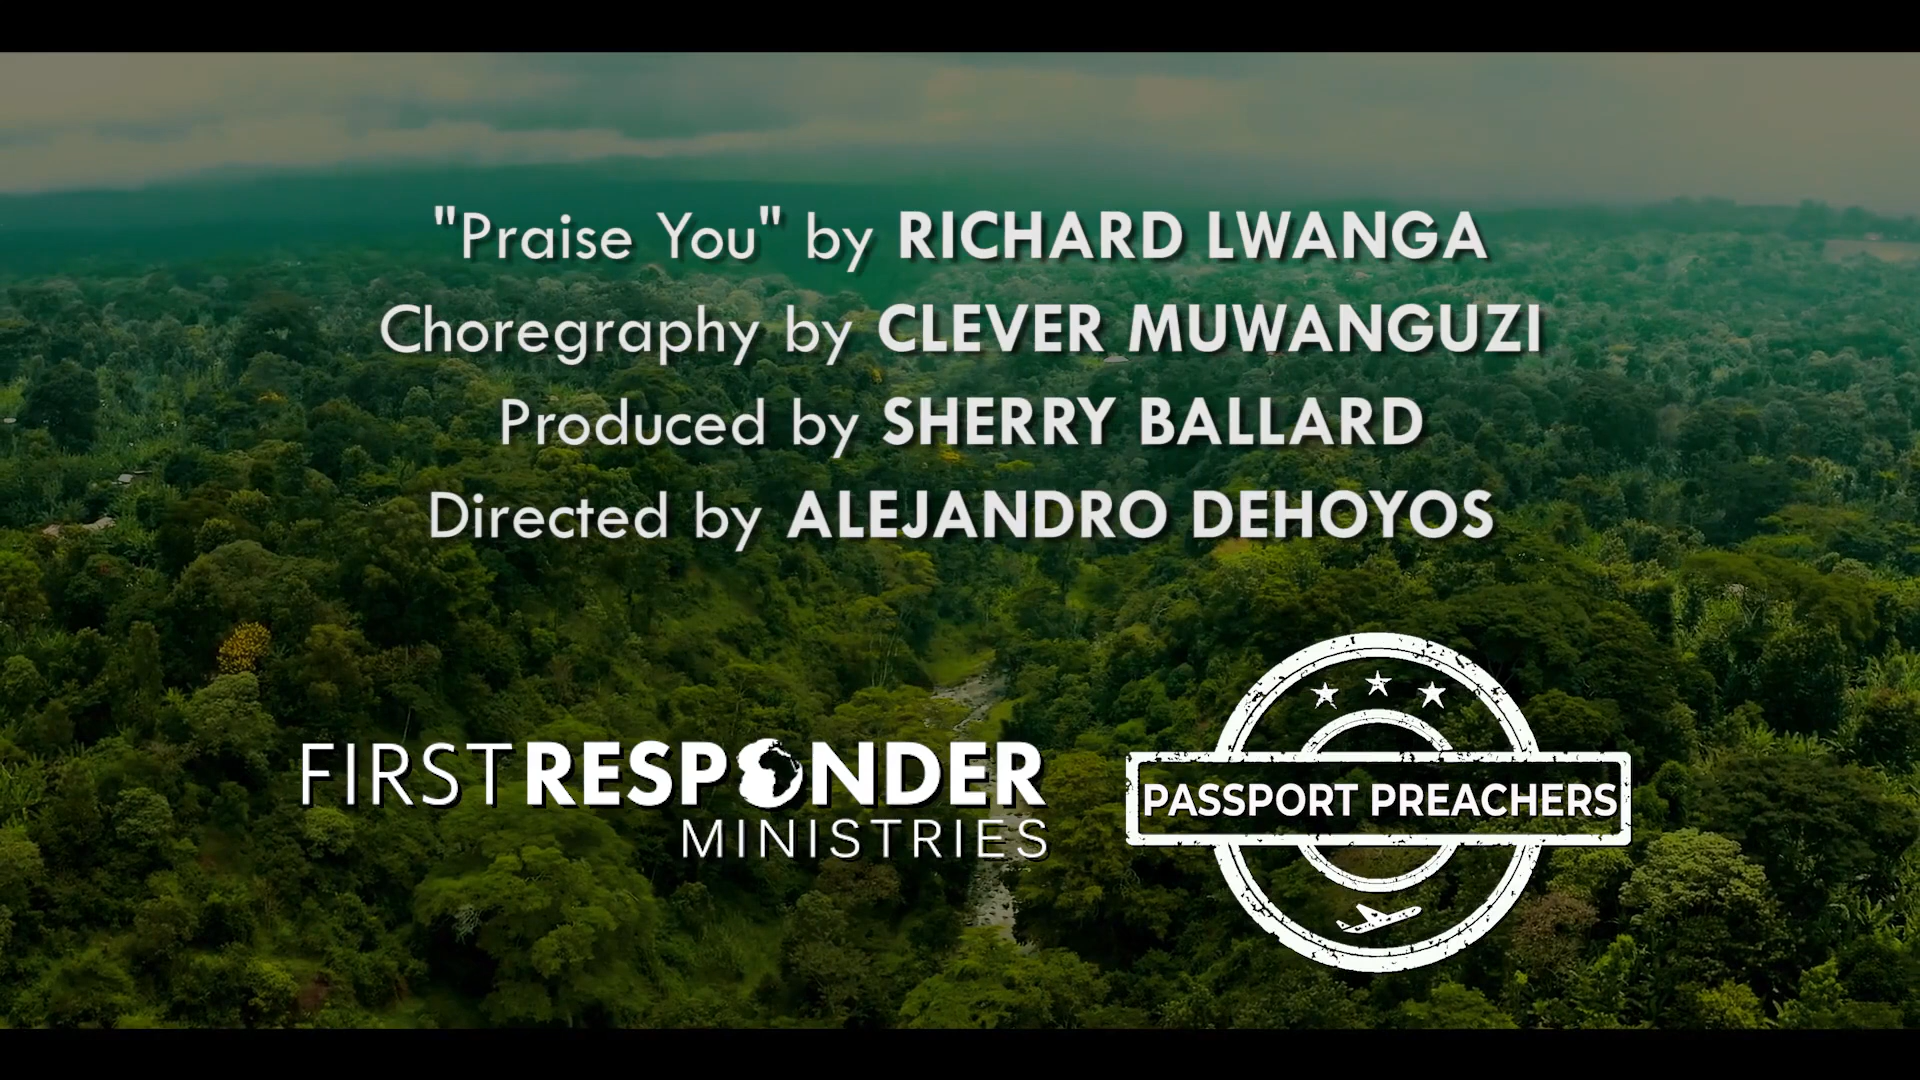 "Praise You" by RICHARD LWANGA
Choregraphy by CLEVER MUWANGUZI
Produced by SHERRY BALLARD
Directed by ALEJANDRO DEHOYOS
FIRSTRESPONDER
MINISTRIES
PASSPORT PREACHERS